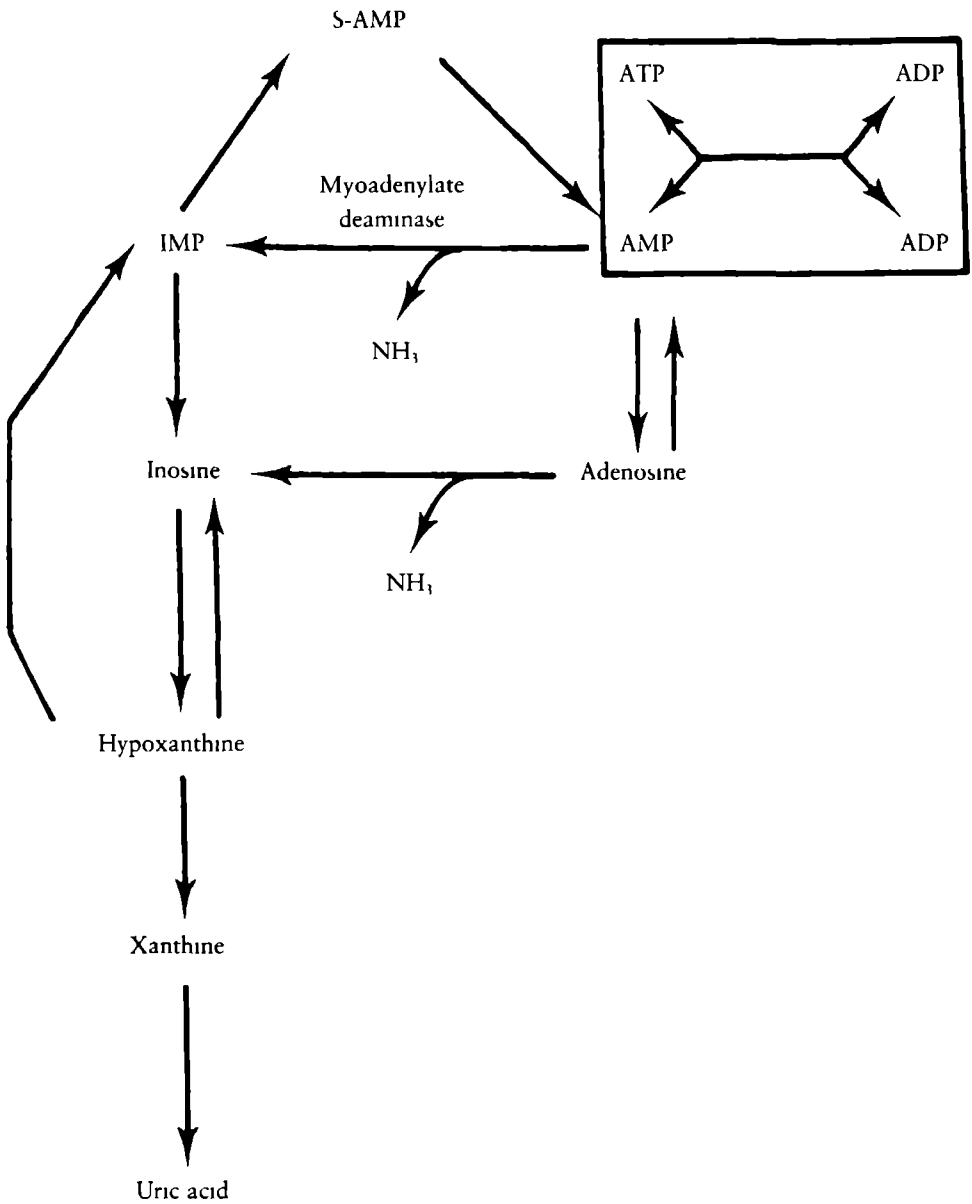 S-AMP
ATP ADP
Myoadenylate
deaminase
IMP AMP ADP
NH₃
Inosine Adenosine
NH₃
Hypoxanthine
Xanthine
Uric acid